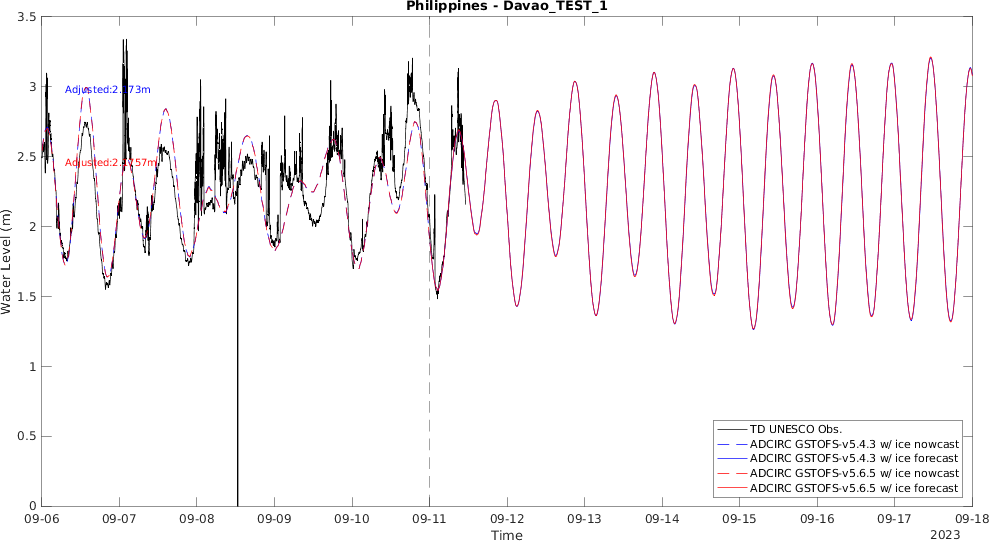 Philippines - Davao_TEST_1
Water Level (m)
3.5
3
2.5
2
1.5
1
0.5
0
09-06
09-07
09-08
09-09
09-10
09-11
09-12
09-13
09-14
09-15
09-16
09-17
09-18
Time
2023
TD UNESCO Obs.
ADCIRC GSTOFS-v5.4.3 w/ ice nowcast
ADCIRC GSTOFS-v5.4.3 w/ ice forecast
ADCIRC GSTOFS-v5.6.5 w/ ice nowcast
ADCIRC GSTOFS-v5.6.5 w/ ice forecast